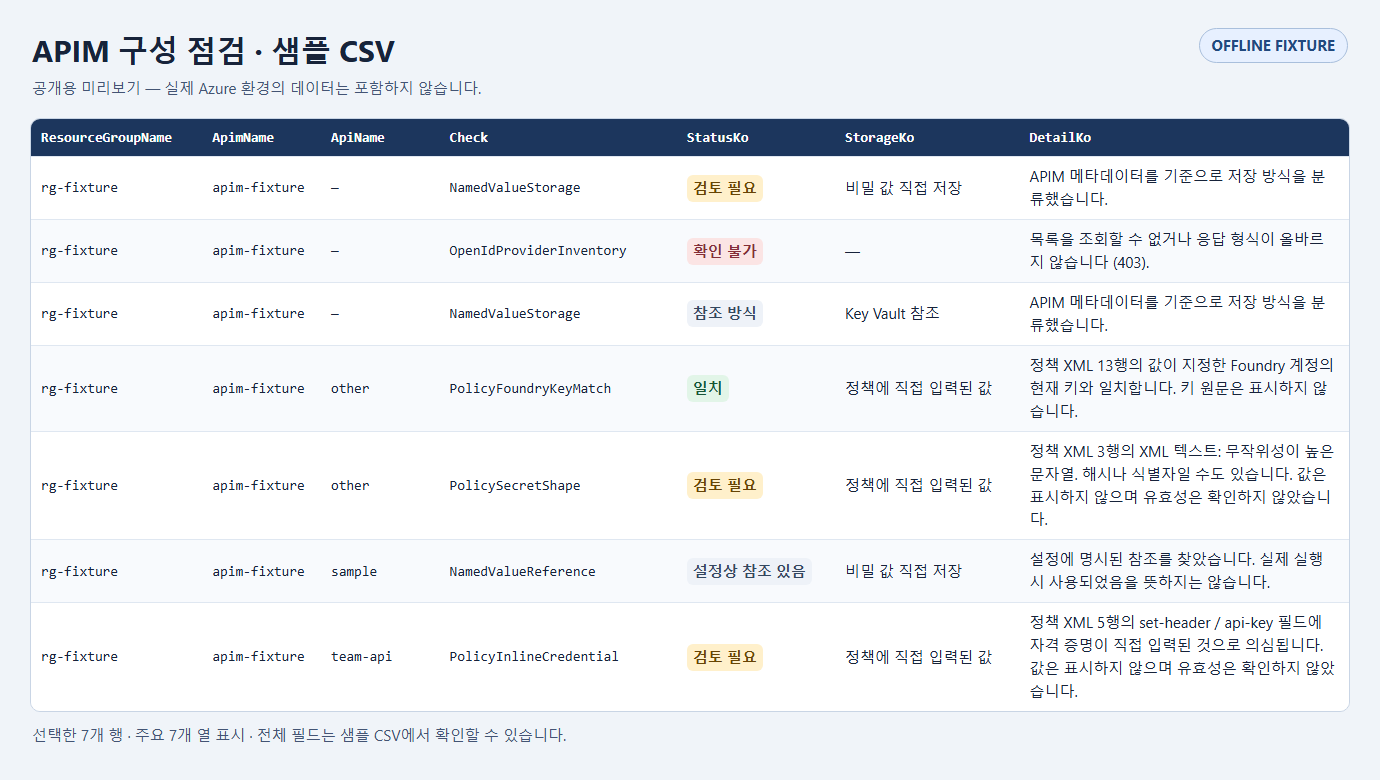 APIM 구성 점검 · 샘플 CSV
OFFLINE FIXTURE
공개용 미리보기 — 실제 Azure 환경의 데이터는 포함하지 않습니다.
ResourceGroupName ApimName ApiName Check StatusKo StorageKo DetailKo
rg-fixture apim-fixture — NamedValueStorage 검토 필요 비밀 값 직접 저장 APIM 메타데이터를 기준으로 저장 방식을 분
류했습니다.
rg-fixture apim-fixture — OpenIdProviderInventory 확인 불가 — 목록을 조회할 수 없거나 응답 형식이 올바르
지 않습니다 (403).
rg-fixture apim-fixture — NamedValueStorage 참조 방식 Key Vault 참조 APIM 메타데이터를 기준으로 저장 방식을 분
류했습니다.
rg-fixture apim-fixture other PolicyFoundryKeyMatch 일치 정책에 직접 입력된 값 정책 XML 13행의 값이 지정한 Foundry 계정의
현재 키와 일치합니다. 키 원문은 표시하지 않
습니다.
rg-fixture apim-fixture other PolicySecretShape 검토 필요 정책에 직접 입력된 값 정책 XML 3행의 XML 텍스트: 무작위성이 높은
문자열. 해시나 식별자일 수도 있습니다. 값은
표시하지 않으며 유효성은 확인하지 않았습니
다.
rg-fixture apim-fixture sample NamedValueReference 설정상 참조 있음 비밀 값 직접 저장 설정에 명시된 참조를 찾았습니다. 실제 실행
시 사용되었음을 뜻하지는 않습니다.
rg-fixture apim-fixture team-api PolicyInlineCredential 검토 필요 정책에 직접 입력된 값 정책 XML 5행의 set-header / api-key 필드에
자격 증명이 직접 입력된 것으로 의심됩니다.
값은 표시하지 않으며 유효성은 확인하지 않았
습니다.
선택한 7개 행 · 주요 7개 열 표시 · 전체 필드는 샘플 CSV에서 확인할 수 있습니다.